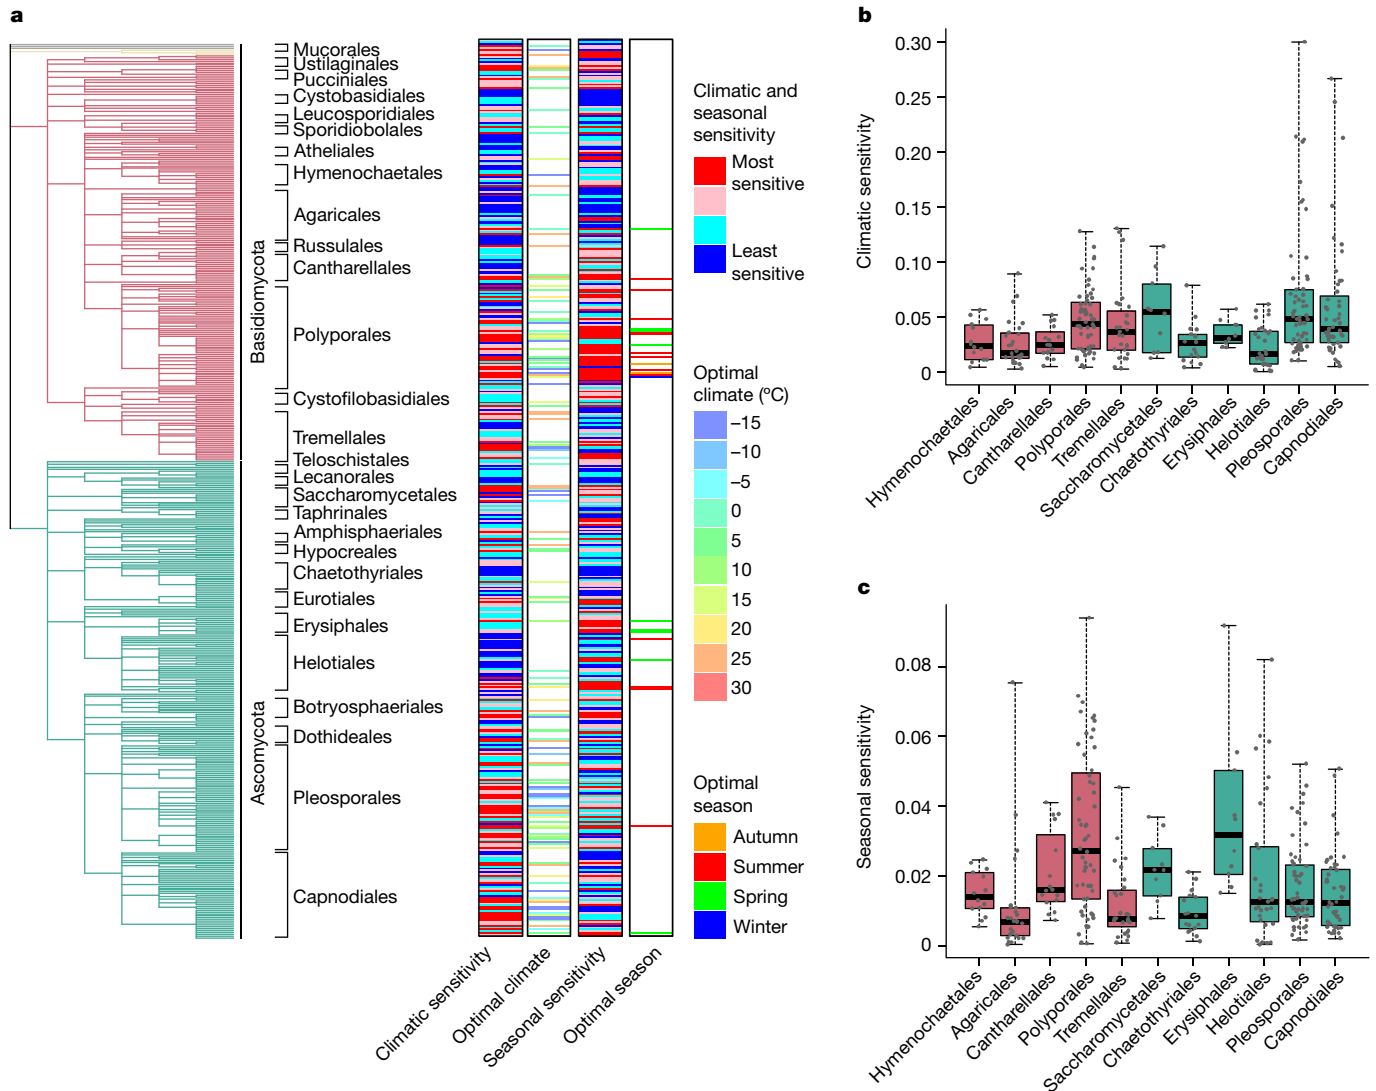 a
Basidiomycota
Ascomycota
Mucorales
Ustilaginales
Pucciniales
Cystobasidiales
Leucosporidiales
Sporidiobolales
Atheliales
Hymenochaetales
Agaricales
Russulales
Cantharellales
Polyporales
Cystofilobasidiales
Tremellales
Teloschistales
Lecanorales
Saccharomycetales
Taphrinales
Amphisphaeriales
Hypocreales
Chaetothyriales
Eurotiales
Erysiphales
Helotiales
Botryosphaeriales
Dothideales
Pleosporales
Capnodiales
Climatic sensitivity
Optimal climate
Seasonal sensitivity
Optimal season
Climatic and
seasonal
sensitivity
Most
sensitive
Least
sensitive
Optimal
climate (ºC)
–15
–10
–5
0
5
10
15
20
25
30
Optimal
season
Autumn
Summer
Spring
Winter
b
Climatic sensitivity
0.30
0.25
0.20
0.15
0.10
0.05
0
Hymenochaetales
Agaricales
Cantharellales
Polyporales
Tremellales
Saccharomycetales
Chaetothyriales
Erysiphales
Helotiales
Pleosporales
Capnodiales
c
Seasonal sensitivity
0.08
0.06
0.04
0.02
0
Hymenochaetales
Agaricales
Cantharellales
Polyporales
Tremellales
Saccharomycetales
Chaetothyriales
Erysiphales
Helotiales
Pleosporales
Capnodiales